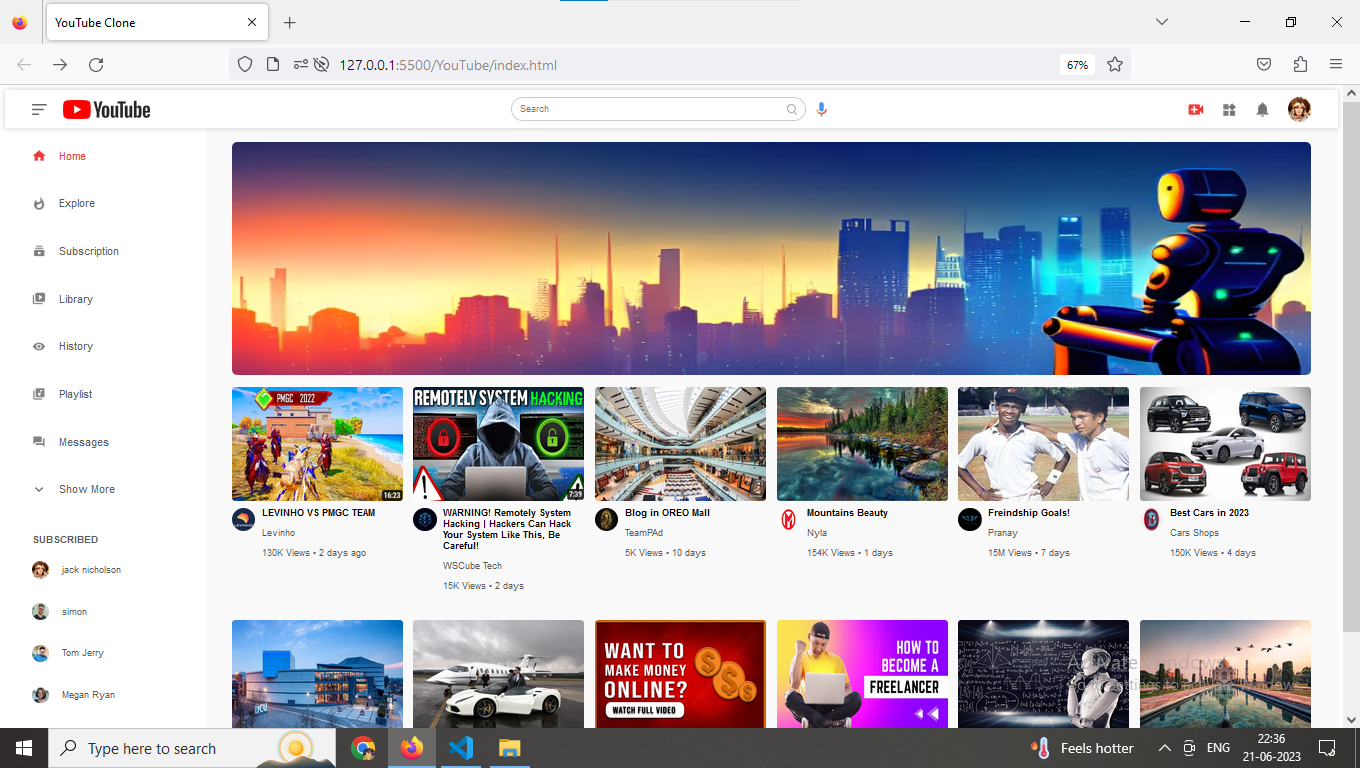 YouTube Clone
127.0.0.1:5500/YouTube/index.html
67%
YouTube
Search
Home
Explore
Subscription
Library
History
Playlist
Messages
Show More
SUBSCRIBED
jack nicholson
simon
Tom Jerry
Megan Ryan
PMGC 2022
16:23
LEVINHO VS PMGC TEAM
Levinho
130K Views • 2 days ago
REMOTELY SYSTEM HACKING
7:39
WARNING! Remotely System
Hacking | Hackers Can Hack
Your System Like This, Be
Careful!
WSCube Tech
15K Views • 2 days
Blog in OREO Mall
TeamPAd
5K Views • 10 days
Mountains Beauty
Nyla
154K Views • 1 days
Freindship Goals!
Pranay
15M Views • 7 days
Best Cars in 2023
Cars Shops
150K Views • 4 days
DCU
WANT TO
MAKE MONEY
ONLINE?
WATCH FULL VIDEO
HOW TO
BECOME A
FREELANCER
Activate Windows
Type here to search
Feels hotter
ENG
22:36
21-06-2023